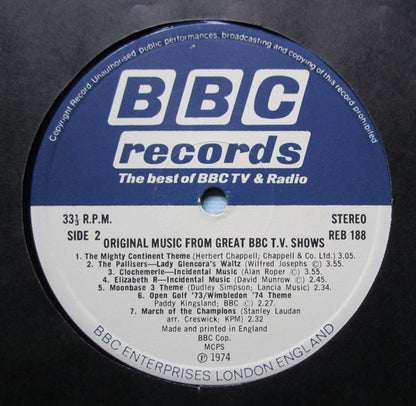 Copyright Record. Unauthorised public performances, broadcasting and copying of this record prohibited
BBC
records
The best of BBC TV & Radio
33⅓ R.P.M. STEREO
SIDE 2 REB 188
ORIGINAL MUSIC FROM GREAT BBC T.V. SHOWS
1. The Mighty Continent Theme (Herbert Chappell; Chappell & Co. Ltd.) 3.05.
2. The Pallisers—Lady Glencora's Waltz (Wilfred Josephs ©) 3.55.
3. Clochemerle—Incidental Music (Alan Roper ©) 3.55.
4. Elizabeth R—Incidental Music (David Munrow ©) 2.45.
5. Moonbase 3 Theme (Dudley Simpson; Lancia Music) 2.34.
6. Open Golf '73/Wimbledon '74 Theme
Paddy Kingsland; BBC ©) 2.27.
7. March of the Champions (Stanley Laudan
arr. Creswick; KPM) 2.32
Made and printed in England
BBC Cop.
MCPS
℗ 1974
BBC ENTERPRISES LONDON ENGLAND